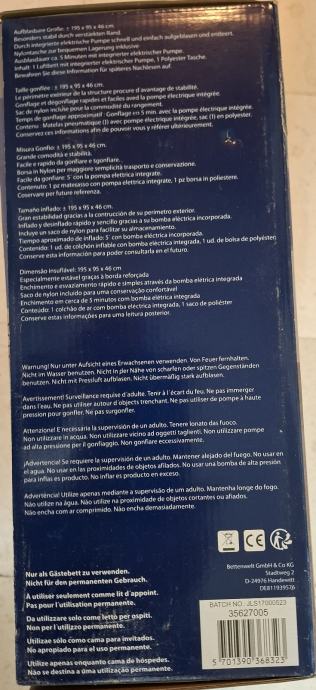 Aufblasbare Größe: ± 195 x 95 x 46 cm.
Besonders stabil durch verstärkten Rand.
Durch integrierte elektrische Pumpe schnell und einfach aufgeblasen und entleert.
Nylontasche zur bequemen Lagerung inklusive
Ausblasdauer ca. 5 Minuten mit integrierter elektrischer Pumpe.
Inhalt: 1 Luftbett mit integrierter elektrischer Pumpe, 1 Polyester Tasche.
Bewahren Sie diese Information für späteres Nachlesen auf.
Taille gonflée : ± 195 x 95 x 46 cm.
Le périmètre extérieur de la structure procure d'avantage de stabilité.
Gonflage et dégonflage rapides et faciles avec la pompe électrique intégrée.
Sac de nylon inclus pour la commodité du rangement.
Temps de gonflage approximatif : Gonflage en 5 min. avec la pompe électrique intégrée.
Contenu : Matelas pneumatique (1) avec pompe électrique intégrée, sac (1) en polyester.
Conservez ces informations afin de pouvoir vous y référer ultérieurement.
Misura Gonfio: ± 195 x 95 x 46 cm.
Grande comodità e stabilità.
Facile e rapido da gonfiare e sgonfiare.
Borsa in Nylon per maggiore semplicità trasporto e conservazione.
Facile da gonfiare: 5' con la pompa elettrica integrate.
Contenuto: 1 pz materasso con pompa elettrica integrate, 1 pz borsa in poliestere.
Coservare per future referenza.
Tamaño inflado: ± 195 x 95 x 46 cm.
Gran estabilidad gracias a la contrucción de su perímetro exterior.
Inflado y desinflado rápido y sencillo gracias a su bomba eléctrica incorporada.
Incluye un saco de nylon para facilitar su almacenamiento.
Tiempo aproximado de inflado: 5' con bomba eléctrica incorporada.
Contenido: 1 ud. de colchón inflable con bomba eléctrica integrada, 1 ud. de bolsa de polyester
Conserve esta información para poder consultarla en el futuro.
Dimensão insuflável: 195 x 95 x 46 cm
Especialmente estável graças à borda reforçada
Enchimento e esvaziamento rápido e simples através da bomba elétrica integrada
Saco de nylon incluido para uma conservação confortável
Enchimento em cerca de 5 minutos com bomba elétrica integrada
Conteúdo: 1 colchão de ar com bomba elétrica integrada, 1 saco de poliéster
Conserve estas informações para uma leitura posterior.
Warnung! Nur unter Aufsicht eines Erwachsenen verwenden. Von Feuer fernhalten.
Nicht im Wasser benutzen. Nicht in der Nähe von scharfen oder spitzen Gegenständen
benutzen. Nicht mit Pressluft aufblasen. Nicht übermäßig stark aufblasen.
Avertissement! Surveillance requise d'adulte. Tenir à l'écart du feu. Ne pas immerger
dans l'eau. Ne pas utiliser autour d'objects trenchant. Ne pas utiliser de pompe à haute
pression pour gonfler. Ne pas surgonfler.
Attenzione! E'necessaria la supervisione di un adulto. Tenere lonato das fuoco.
Non utilizzare in acqua. Non utilizzare vicino ad oggetti taglienti. Non utilizzare pompe
ad alta pressione per il gonfiaggio. Non gonfiare eccessivamente.
¡Advertencia! Se requiere la supervisión de un adulto. Mantener alejado del fuego. No usar en
el agua. No usar en las proximidades de objetos afilados. No usar una bomba de alta presión
para inflas es producto. No inflar es producto en exceso.
Advertência! Utilize apenas mediante a supervisão de um adulto. Mantenha longe do fogo.
Não utilize na água. Não utilize na proximidade de objetos cortantes ou afiados.
Não encha com ar comprimido. Não encha demasiadamente.
CE
Nur als Gästebett zu verwenden.
Nicht für den permanenten Gebrauch.
À utiliser seulement comme lit d'appoint.
Pas pour l'utilisation permanente.
Da utilizzare solo come letto per ospiti.
Non per l'utilizzo permanente.
Utilizae sólo como cama para invitados.
No apropiado para el uso permanente.
Utilize apenas enquanto cama de hóspedes.
Não se destina a úma utilização permanente.
Bettenwelt GmbH & Co KG
Stadtweg 2
D-24976 Handewitt
DE811939576
BATCH NO.: JLS17000523
35627005
5 701390 368323